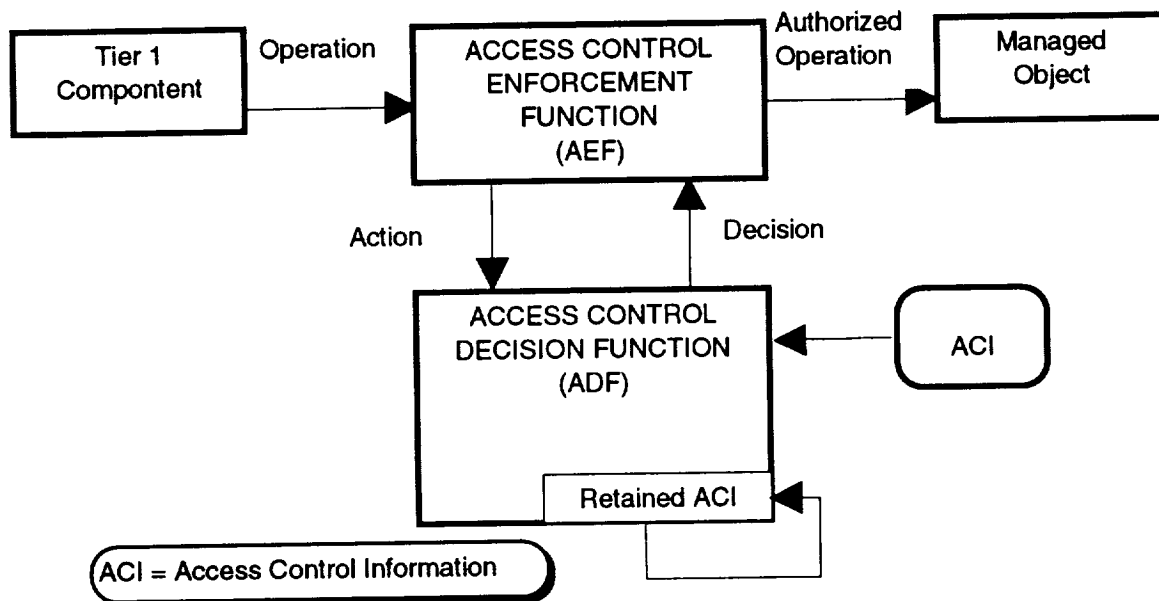 Tier 1
Compontent
Operation
ACCESS CONTROL
ENFORCEMENT
FUNCTION
(AEF)
Authorized
Operation
Managed
Object
Action
Decision
ACCESS CONTROL
DECISION FUNCTION
(ADF)
ACI
Retained ACI
ACI = Access Control Information